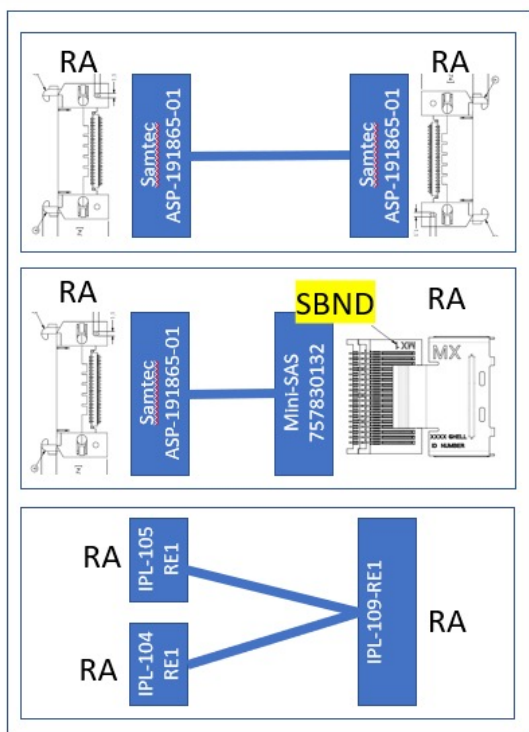 RA
RA
Samtec
ASP-191865-01
Samtec
ASP-191865-01
SBND
RA
RA
Samtec
ASP-191865-01
Mini-SAS
757830132
MX
MX
XXXX SHELL
ID NUMBER
RA
IPL-105
RE1
RA
IPL-104
RE1
IPL-109-RE1
RA